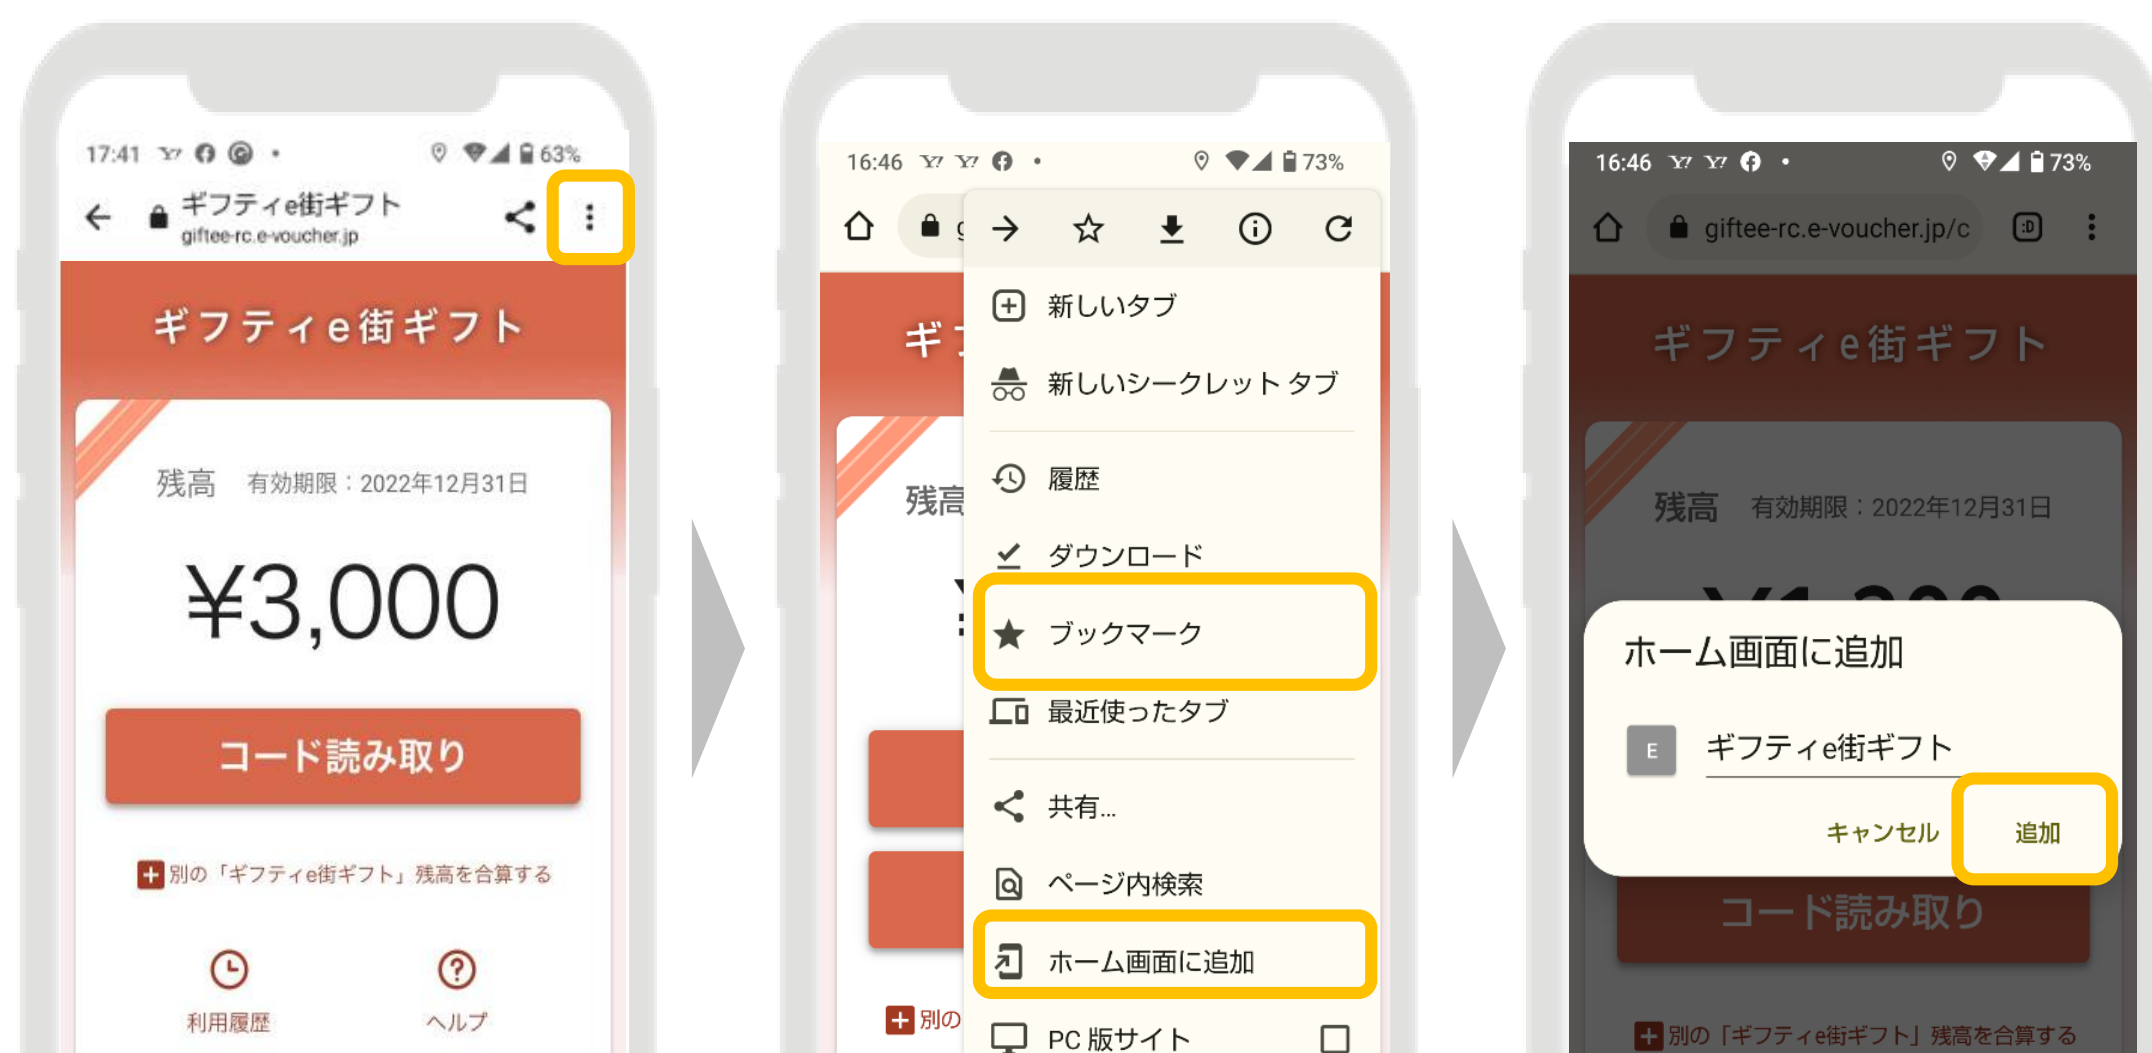 17:41
63%
ギフティe街ギフト
giftee-rc.e-voucher.jp
ギフティe街ギフト
残高 有効期限：2022年12月31日
¥3,000
コード読み取り
別の「ギフティe街ギフト」残高を合算する
利用履歴
ヘルプ
16:46
73%
新しいタブ
新しいシークレット タブ
履歴
ダウンロード
ブックマーク
最近使ったタブ
共有...
ページ内検索
ホーム画面に追加
PC 版サイト
ギフ
残高
別の
16:46
73%
giftee-rc.e-voucher.jp/c
:D
ギフティe街ギフト
残高 有効期限：2022年12月31日
ホーム画面に追加
E
ギフティe街ギフト
キャンセル
追加
コード読み取り
別の「ギフティe街ギフト」残高を合算する